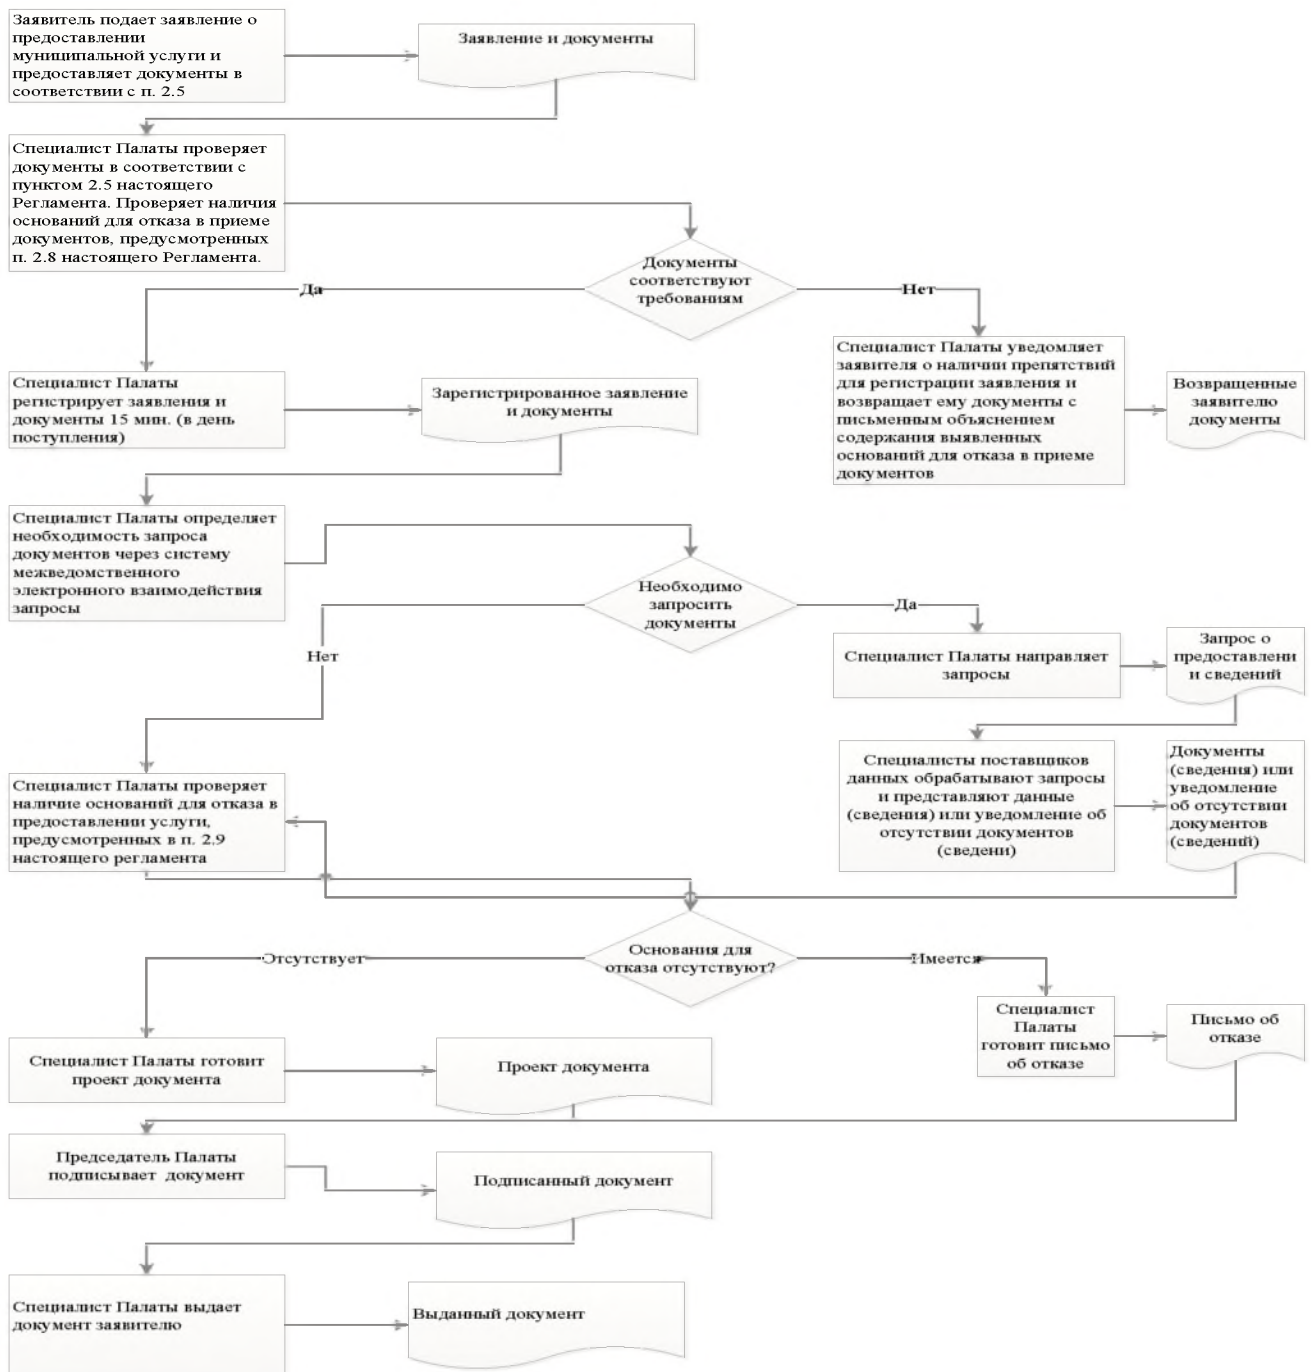 Заявитель подает заявление о
предоставлении
муниципальной услуги и
предоставляет документы в
соответствии с п. 2.5
Заявление и документы
Специалист Палаты проверяет
документы в соответствии с
пунктом 2.5 настоящего
Регламента. Проверяет наличия
оснований для отказа в приеме
документов, предусмотренных
п. 2.8 настоящего Регламента.
Документы
соответствуют
требованиям
Да
Нет
Специалист Палаты
регистрирует заявления и
документы 15 мин. (в день
поступления)
Зарегистрированное заявление
и документы
Специалист Палаты уведомляет
заявителя о наличии препятствий
для регистрации заявления и
возвращает ему документы с
письменным объяснением
содержания выявленных
оснований для отказа в приеме
документов
Возвращенные
заявителю
документы
Специалист Палаты определяет
необходимость запроса
документов через систему
межведомственного
электронного взаимодействия
запросы
Необходимо
запросить
документы
Да
Нет
Специалист Палаты направляет
запросы
Запрос о
предоставлени
и сведений
Специалист Палаты проверяет
наличие оснований для отказа в
предоставлении услуги,
предусмотренных в п. 2.9
настоящего регламента
Специалисты поставщиков
данных обрабатывают запросы
и представляют данные
(сведения) или уведомление об
отсутствии документов
(сведени)
Документы
(сведения) или
уведомление
об отсутствии
документов
(сведений)
Основания для
отказа отсутствуют?
Отсутствует
Имеется
Специалист
Палаты
готовит письмо
об отказе
Письмо об
отказе
Специалист Палаты готовит
проект документа
Проект документа
Председатель Палаты
подписывает документ
Подписанный документ
Специалист Палаты выдает
документ заявителю
Выданный документ